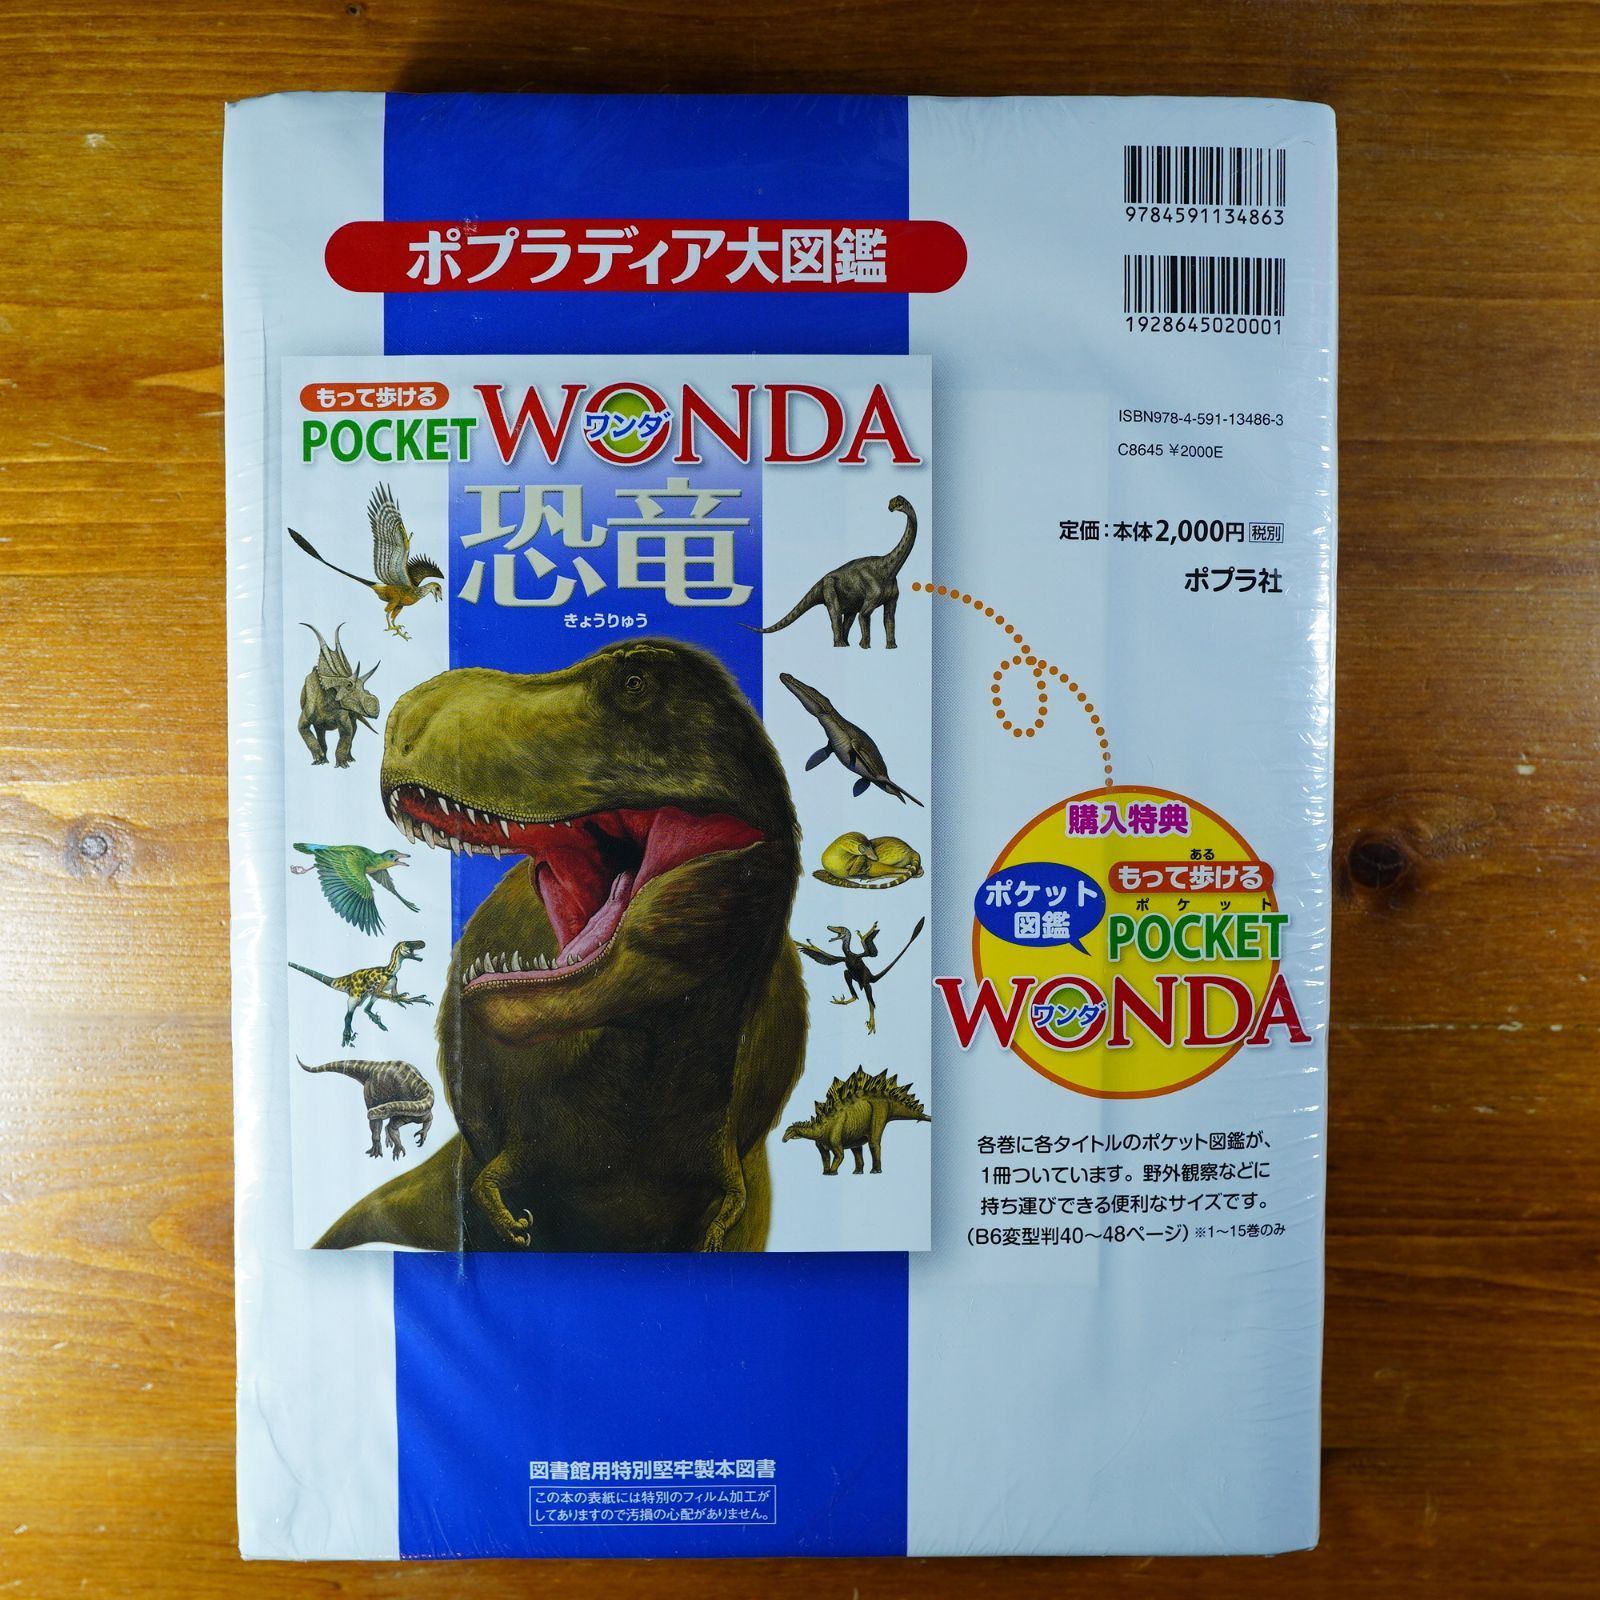 9784591134863
1928645020001
ポプラディア大図鑑
もって歩ける
POCKET WONDA
ワンダ
恐竜
きょうりゅう
ISBN978-4-591-13486-3
C8645 ¥2000E
定価：本体2,000円 税別
ポプラ社
購入特典
ポケット
図鑑
ある
もって歩ける
ポケット
POCKET
WONDA
ワンダ
各巻に各タイトルのポケット図鑑が、
1冊ついています。野外観察などに
持ち運びできる便利なサイズです。
（B6変型判40〜48ページ）※1〜15巻のみ
図書館用特別堅牢製本図書
この本の表紙には特別のフィルム加工が
してありますので汚損の心配がありません。